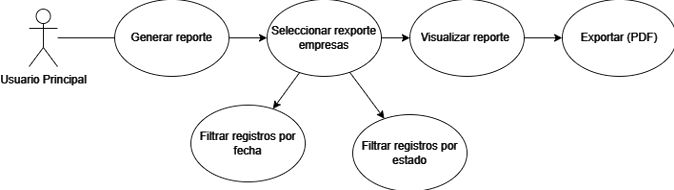 Usuario Principal
Generar reporte
Seleccionar rexporte
empresas
Visualizar reporte
Exportar (PDF)
Filtrar registros por
fecha
Filtrar registros por
estado